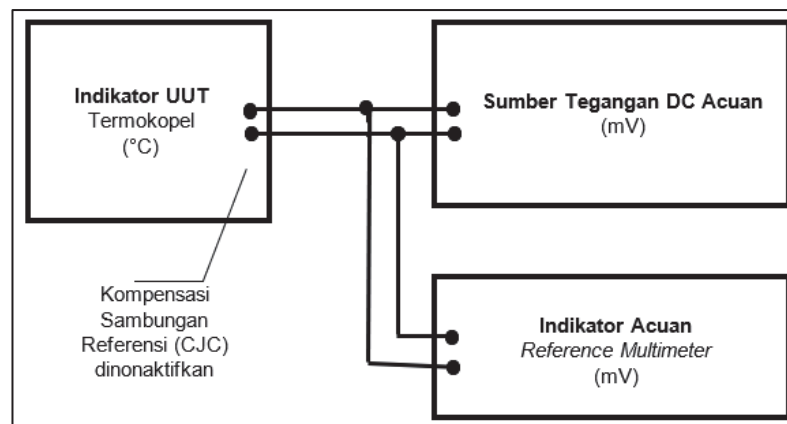 Indikator UUT
Termokopel
(°C)
Sumber Tegangan DC Acuan
(mV)
Kompensasi
Sambungan
Referensi (CJC)
dinonaktifkan
Indikator Acuan
Reference Multimeter
(mV)